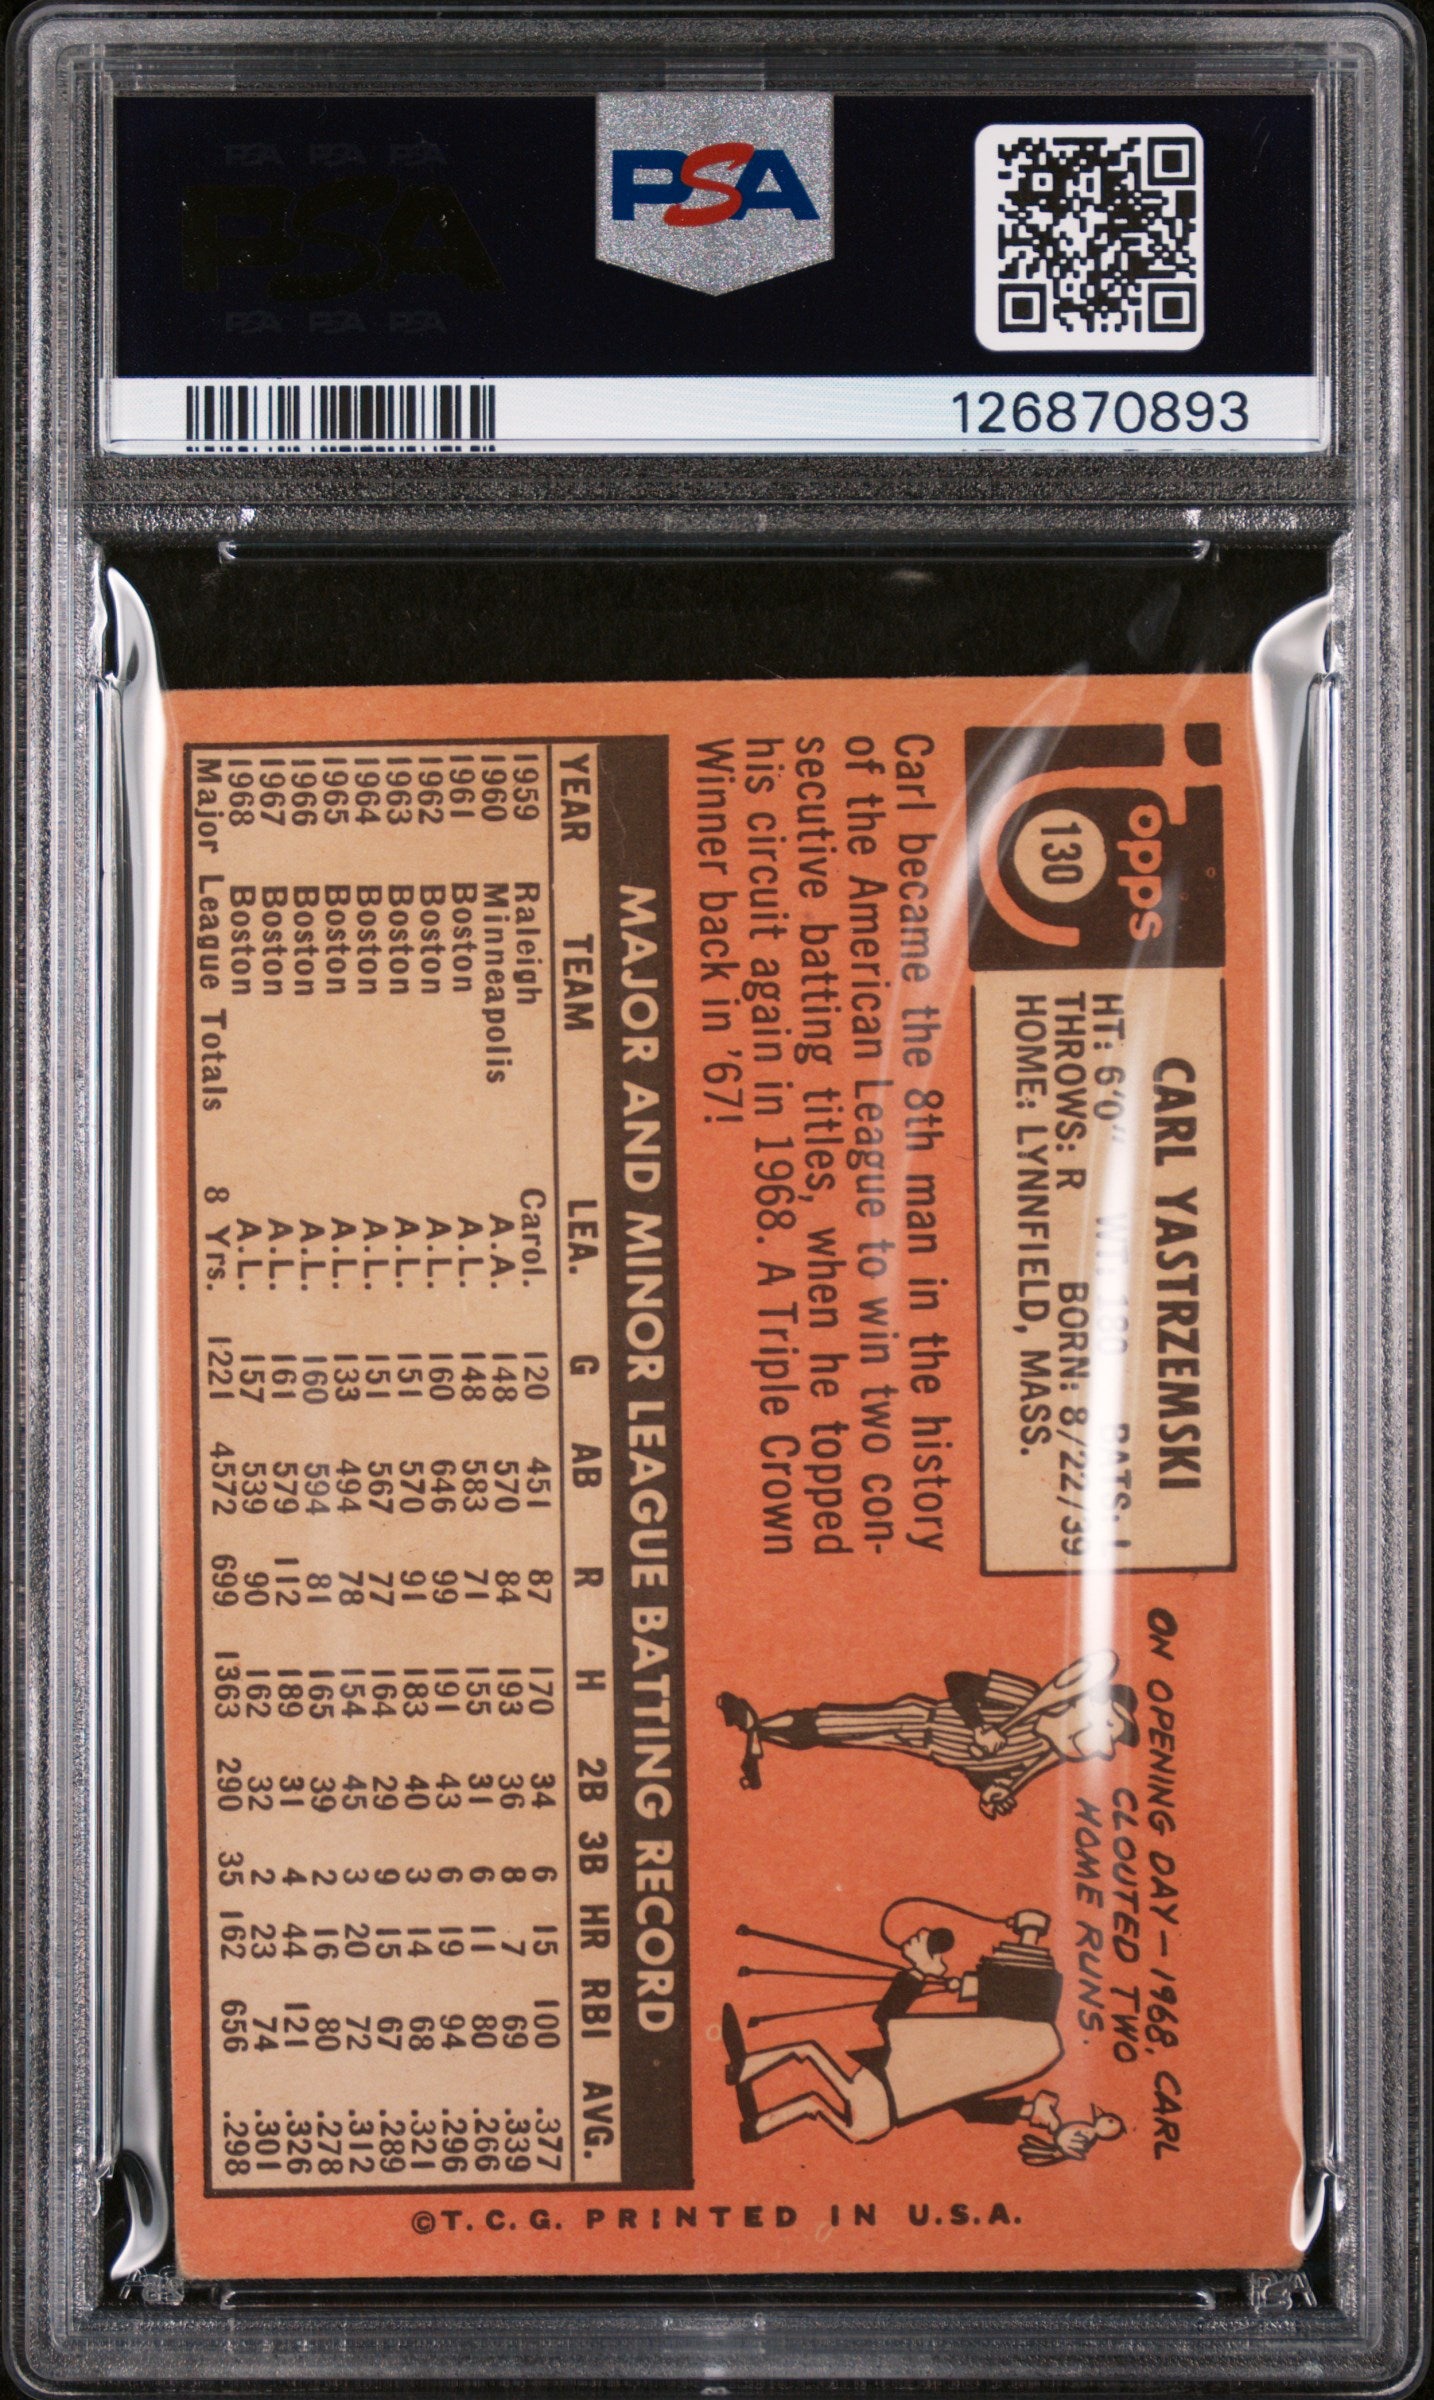 PSA PSA PSA
PSA
PSA PSA PSA
PSA
126870893
Topps
130
CARL YASTRZEMSKI
HT: 6'0" WT: 180 BATS: L
THROWS: R BORN: 8/22/39
HOME: LYNNFIELD, MASS.
Carl became the 8th man in the history
of the American League to win two con-
secutive batting titles, when he topped
his circuit again in 1968. A Triple Crown
Winner back in '67!
ON OPENING DAY—1968, CARL
CLOUTED TWO
HOME RUNS.
MAJOR AND MINOR LEAGUE BATTING RECORD
YEAR TEAM LEA. G AB R H 2B 3B HR RBI AVG.
1959 Raleigh Carol. 120 451 87 170 34 6 15 100 .377
1960 Minneapolis A.A. 148 570 84 193 36 8 7 69 .339
1961 Boston A.L. 148 583 71 155 31 6 11 80 .266
1962 Boston A.L. 160 646 99 191 43 6 19 94 .296
1963 Boston A.L. 151 570 91 183 40 3 14 68 .321
1964 Boston A.L. 151 567 77 164 29 9 15 67 .289
1965 Boston A.L. 133 494 78 154 45 3 20 72 .312
1966 Boston A.L. 160 594 81 165 39 2 16 80 .278
1967 Boston A.L. 161 579 112 189 31 4 44 121 .326
1968 Boston A.L. 157 539 90 162 32 2 23 74 .301
Major League Totals 8 Yrs. 1221 4572 699 1363 290 35 162 656 .298
©T.C.G. PRINTED IN U.S.A.
PSA